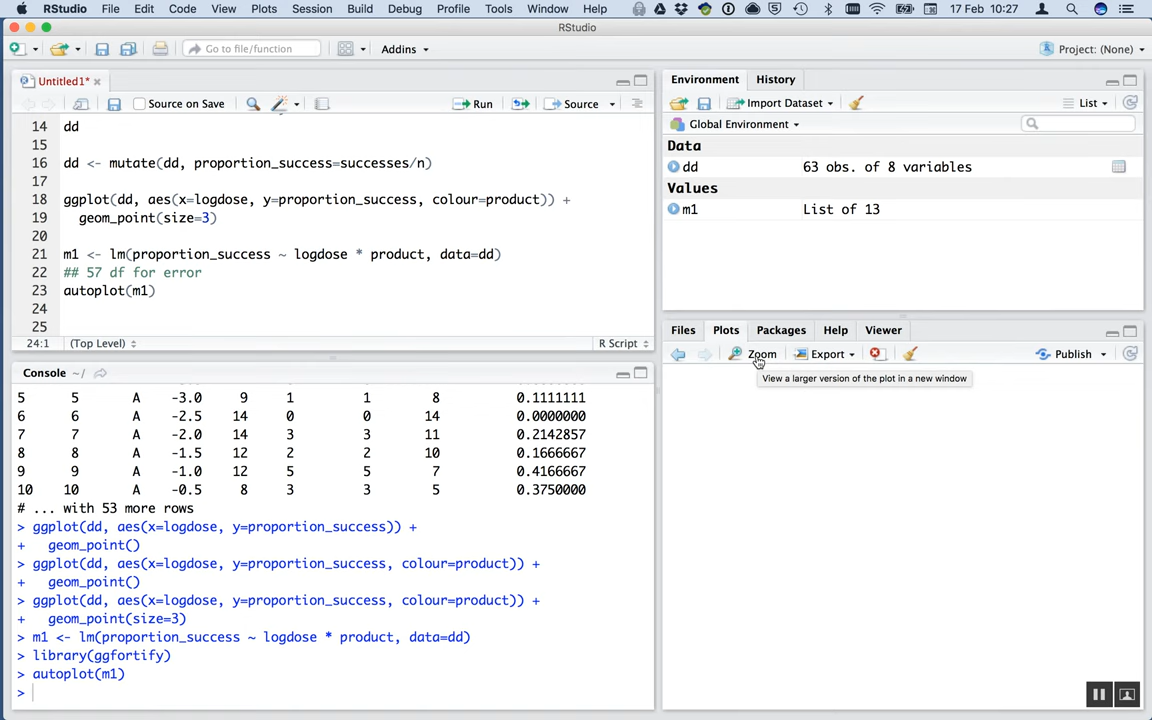 RStudio File Edit Code View Plots Session Build Debug Profile Tools Window Help 17 Feb 10:27
RStudio
Go to file/function Addins Project: (None)
Untitled1*
Source on Save Run Source
14 dd
15
16 dd <- mutate(dd, proportion_success=successes/n)
17
18 ggplot(dd, aes(x=logdose, y=proportion_success, colour=product)) +
19 geom_point(size=3)
20
21 m1 <- lm(proportion_success ~ logdose * product, data=dd)
22 ## 57 df for error
23 autoplot(m1)
24
25
24:1 (Top Level) R Script
Console ~/
5 5 A -3.0 9 1 1 8 0.1111111
6 6 A -2.5 14 0 0 14 0.0000000
7 7 A -2.0 14 3 3 11 0.2142857
8 8 A -1.5 12 2 2 10 0.1666667
9 9 A -1.0 12 5 5 7 0.4166667
10 10 A -0.5 8 3 3 5 0.3750000
# ... with 53 more rows
> ggplot(dd, aes(x=logdose, y=proportion_success)) +
+ geom_point()
> ggplot(dd, aes(x=logdose, y=proportion_success, colour=product)) +
+ geom_point()
> ggplot(dd, aes(x=logdose, y=proportion_success, colour=product)) +
+ geom_point(size=3)
> m1 <- lm(proportion_success ~ logdose * product, data=dd)
> library(ggfortify)
> autoplot(m1)
>
Environment History
Import Dataset List
Global Environment
Data
dd 63 obs. of 8 variables
Values
m1 List of 13
Files Plots Packages Help Viewer
Zoom Export Publish
View a larger version of the plot in a new window